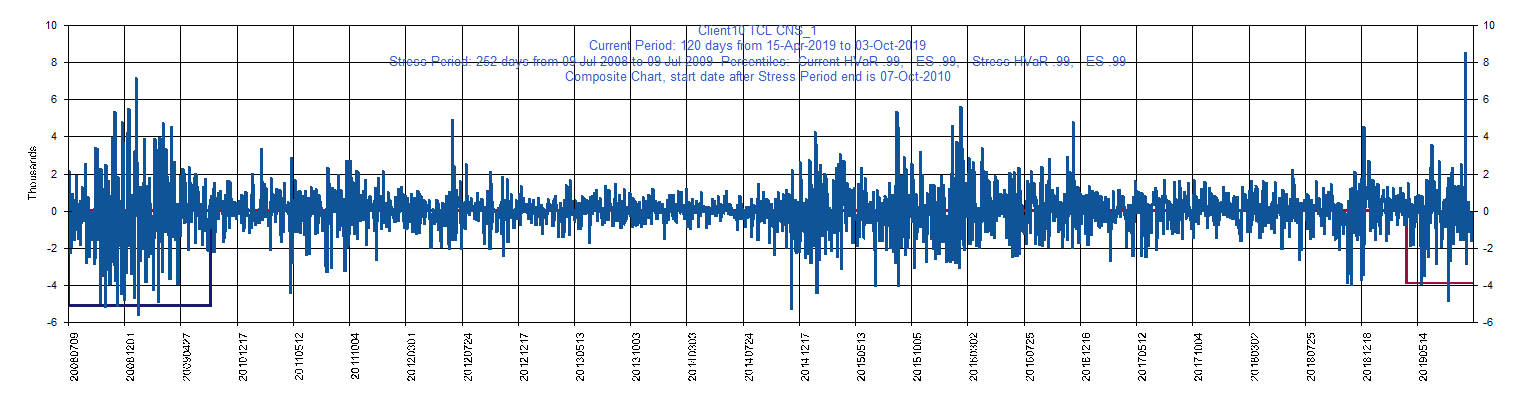 Client10 TCL CNS_1
Current Period: 120 days from 15-Apr-2019 to 03-Oct-2019
Stress Period: 252 days from 09 Jul 2008 to 09 Jul 2009 Percentiles: Current HVaR .99, ES .99, Stress HVaR .99, ES .99
Composite Chart, start date after Stress Period end is 07-Oct-2010
Thousands
10 10
8 8
6 6
4 4
2 2
0 0
-2 -2
-4 -4
-6 -6
20080709 20081201 20090427 20101217 20110512 20111004 20120301 20120724 20121217 20130513 20131003 20140303 20140724 20141217 20150513 20151005 20160302 20160725 20161216 20170512 20171004 20180302 20180725 20181218 20190514